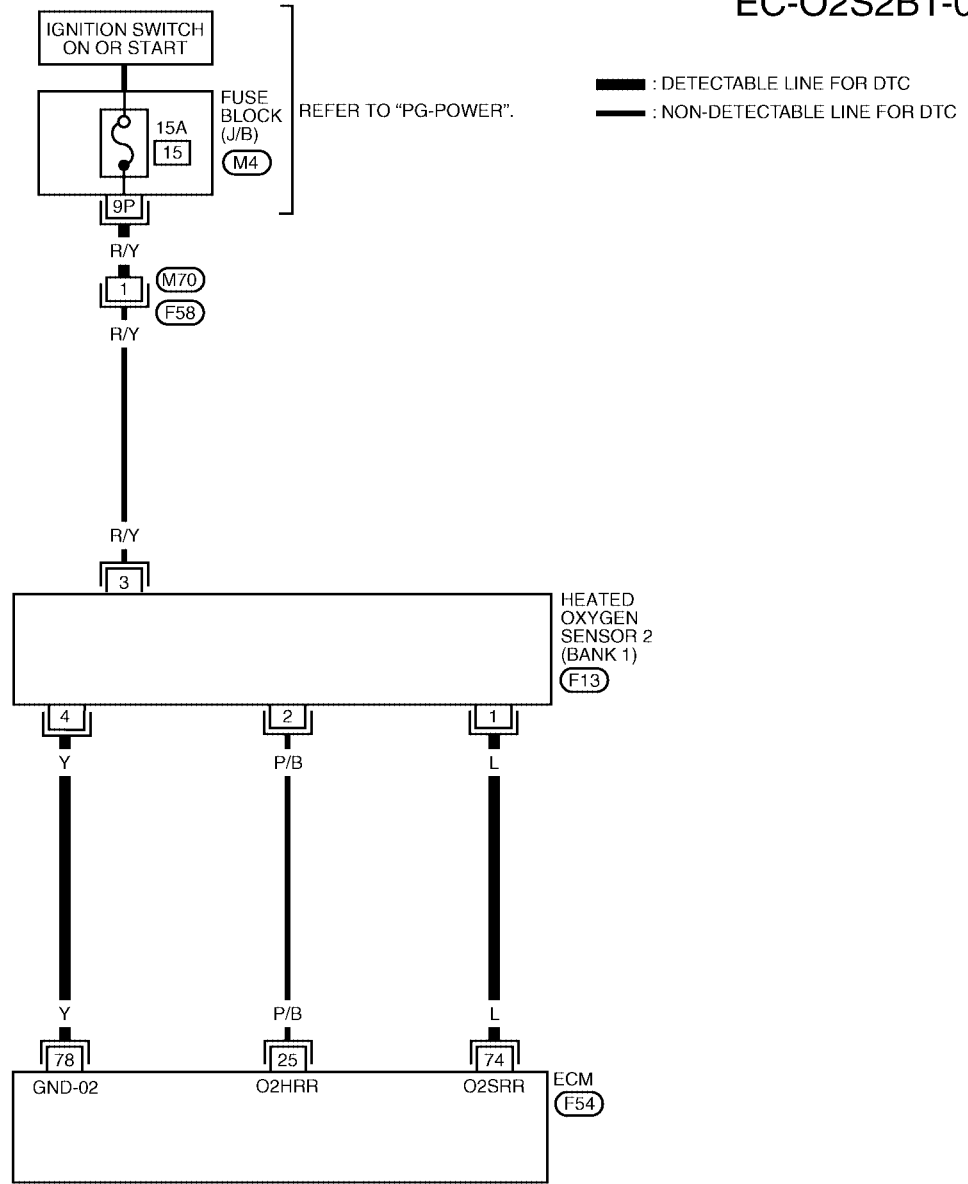 EC-O2S2B1-0
IGNITION SWITCH
ON OR START
FUSE
BLOCK
(J/B)
M4
15A
15
REFER TO “PG-POWER”.
: DETECTABLE LINE FOR DTC
: NON-DETECTABLE LINE FOR DTC
9P
R/Y
1
M70
F58
R/Y
R/Y
3
HEATED
OXYGEN
SENSOR 2
(BANK 1)
F13
4
2
1
Y
P/B
L
Y
P/B
L
78
25
74
GND-02
O2HRR
O2SRR
ECM
F54